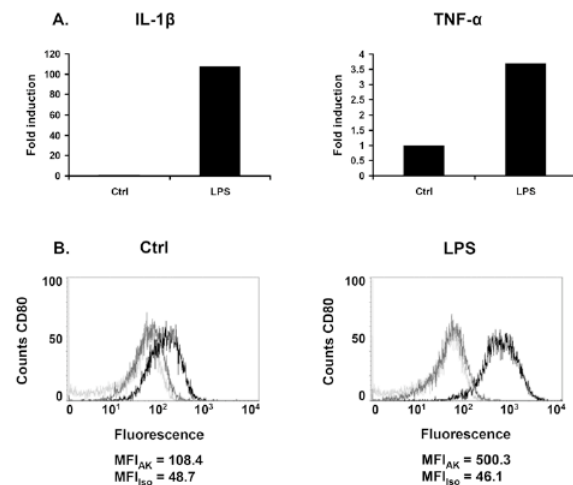 A. IL-1β TNF-α
Fold induction
120
100
80
60
40
20
0
Ctrl LPS
Fold induction
4
3.5
3
2.5
2
1.5
1
0.5
0
Ctrl LPS
B. Ctrl LPS
Counts CD80
100
50
0
0 10¹ 10² 10³ 10⁴
Fluorescence
MFI_AK = 108.4
MFI_Iso = 48.7
Counts CD80
100
50
0
0 10¹ 10² 10³ 10⁴
Fluorescence
MFI_AK = 500.3
MFI_Iso = 46.1